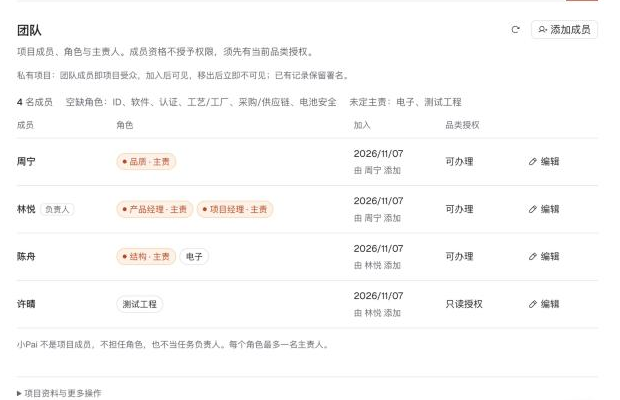 团队
添加成员
项目成员、角色与主责人。成员资格不授予权限，须先有当前品类授权。
私有项目：团队成员即项目受众，加入后可见，移出后立即不可见；已有记录保留署名。
4 名成员 空缺角色：ID、软件、认证、工艺/工厂、采购/供应链、电池安全 未定主责：电子、测试工程
成员 角色 加入 品类授权
周宁 品质 · 主责 2026/11/07 可办理 编辑
由 周宁 添加
林悦 负责人 产品经理 · 主责 项目经理 · 主责 2026/11/07 可办理 编辑
由 周宁 添加
陈舟 结构 · 主责 电子 2026/11/07 可办理 编辑
由 林悦 添加
许晴 测试工程 2026/11/07 只读授权 编辑
由 林悦 添加
小Pai 不是项目成员，不担任角色，也不当任务负责人。每个角色最多一名主责人。
项目资料与更多操作